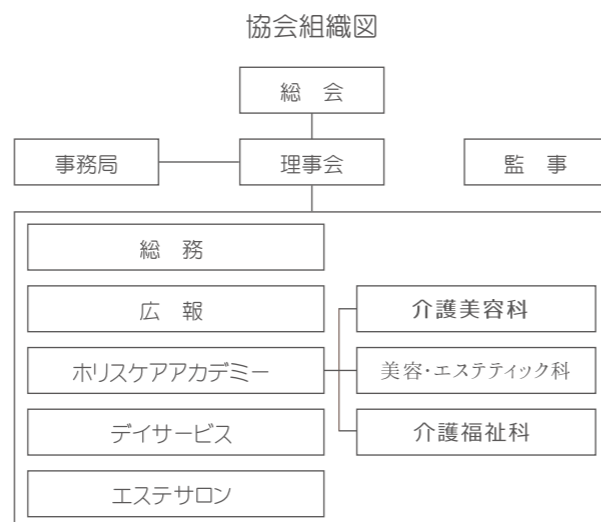 協会組織図
総　会
事務局
理事会
監　事
総　務
広　報
介護美容科
ホリスケアアカデミー
美容・エステティック科
デイサービス
介護福祉科
エステサロン